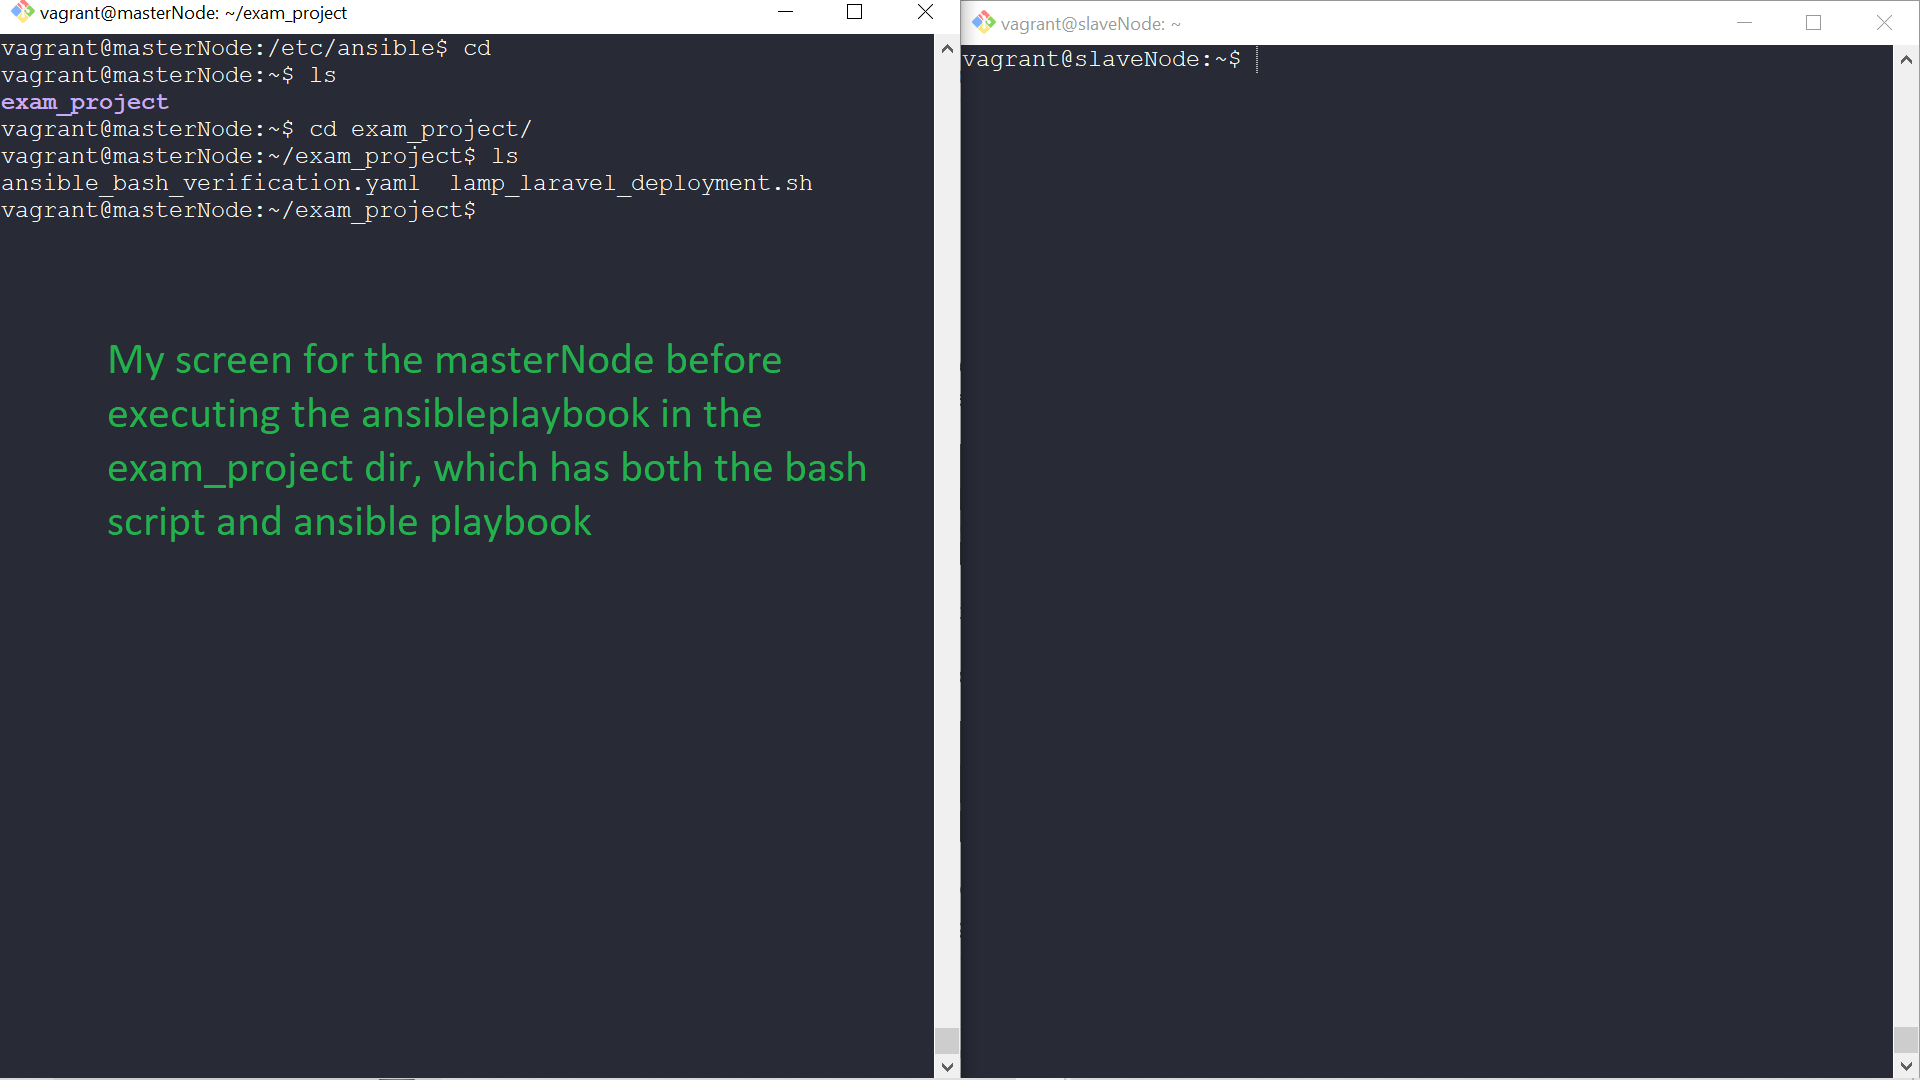 vagrant@masterNode: ~/exam_project
vagrant@masterNode:/etc/ansible$ cd
vagrant@masterNode:~$ ls
exam_project
vagrant@masterNode:~$ cd exam_project/
vagrant@masterNode:~/exam_project$ ls
ansible_bash_verification.yaml  lamp_laravel_deployment.sh
vagrant@masterNode:~/exam_project$
My screen for the masterNode before
executing the ansibleplaybook in the
exam_project dir, which has both the bash
script and ansible playbook
vagrant@slaveNode: ~
vagrant@slaveNode:~$